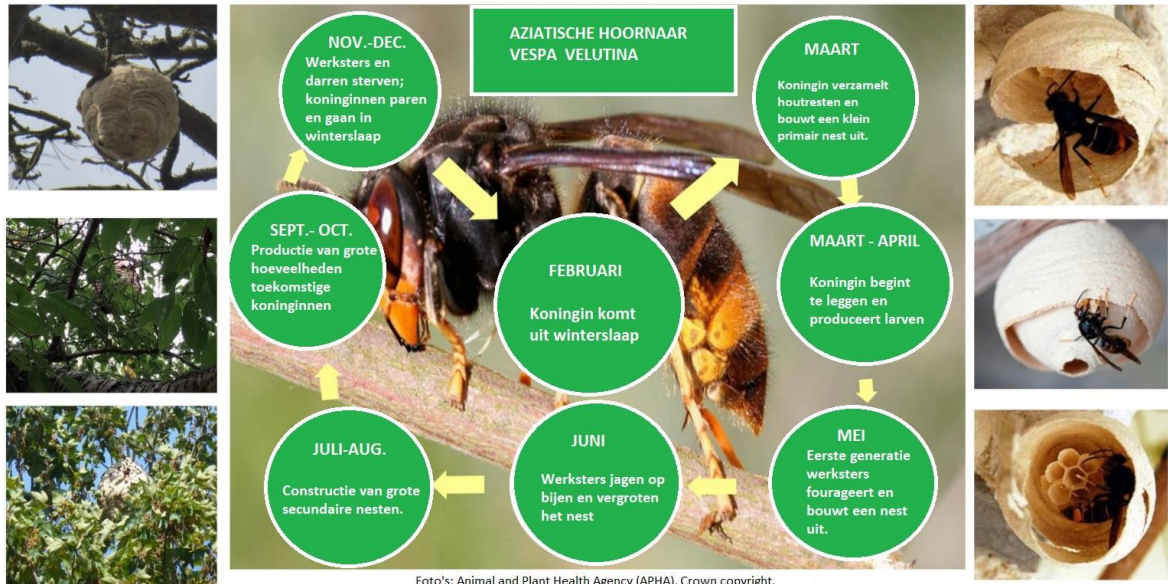 AZIATISCHE HOORNAAR
VESPA VELUTINA
FEBRUARI
Koningin komt
uit winterslaap
MAART
Koningin verzamelt
houtresten en
bouwt een klein
primair nest uit.
MAART - APRIL
Koningin begint
te leggen en
produceert larven
MEI
Eerste generatie
werksters
fourageert en
bouwt een nest
uit.
JUNI
Werksters jagen op
bijen en vergroten
het nest
JULI-AUG.
Constructie van grote
secundaire nesten.
SEPT.- OCT.
Productie van grote
hoeveelheden
toekomstige
koninginnen
NOV.-DEC.
Werksters en
darren sterven;
koninginnen paren
en gaan in
winterslaap
Foto's: Animal and Plant Health Agency (APHA). Crown copyright.